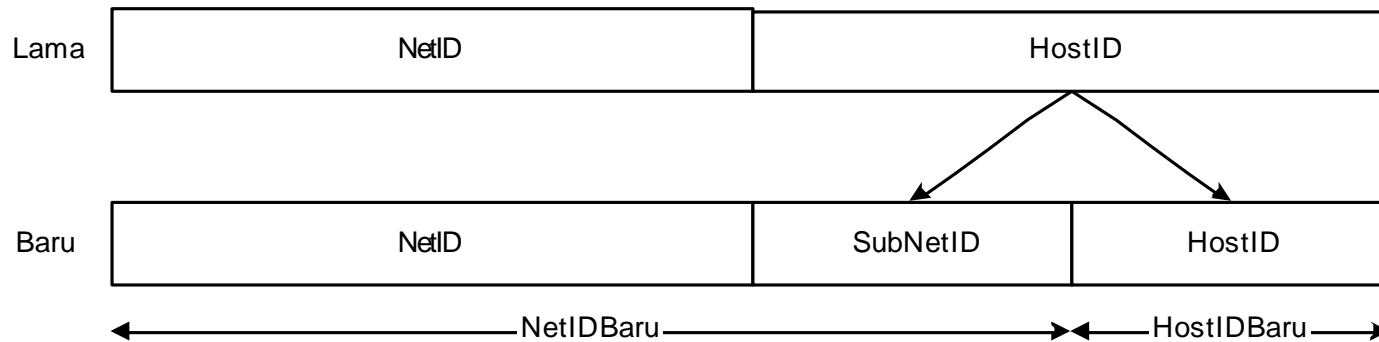 Lama NetID HostID
Baru NetID SubNetID HostID
NetIDBaru HostIDBaru